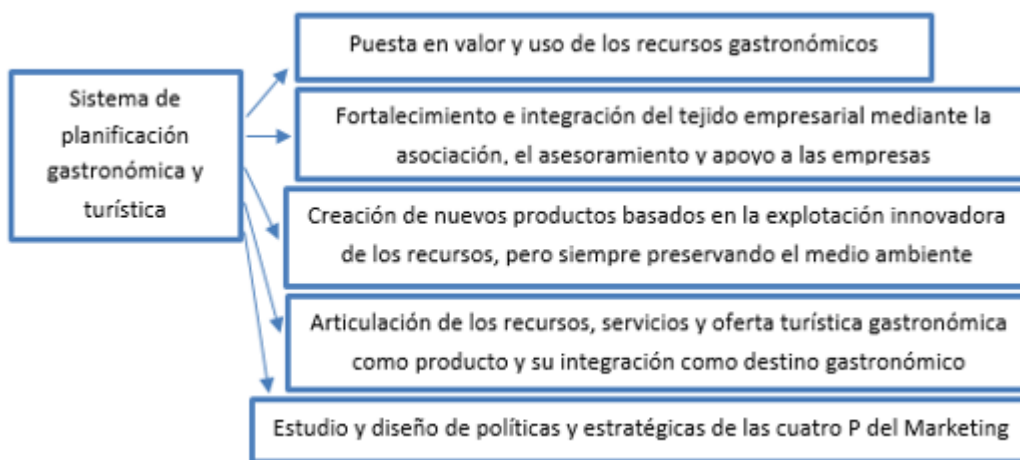 Sistema de
planificación
gastronómica y
turística
Puesta en valor y uso de los recursos gastronómicos
Fortalecimiento e integración del tejido empresarial mediante la
asociación, el asesoramiento y apoyo a las empresas
Creación de nuevos productos basados en la explotación innovadora
de los recursos, pero siempre preservando el medio ambiente
Articulación de los recursos, servicios y oferta turística gastronómica
como producto y su integración como destino gastronómico
Estudio y diseño de políticas y estratégicas de las cuatro P del Marketing